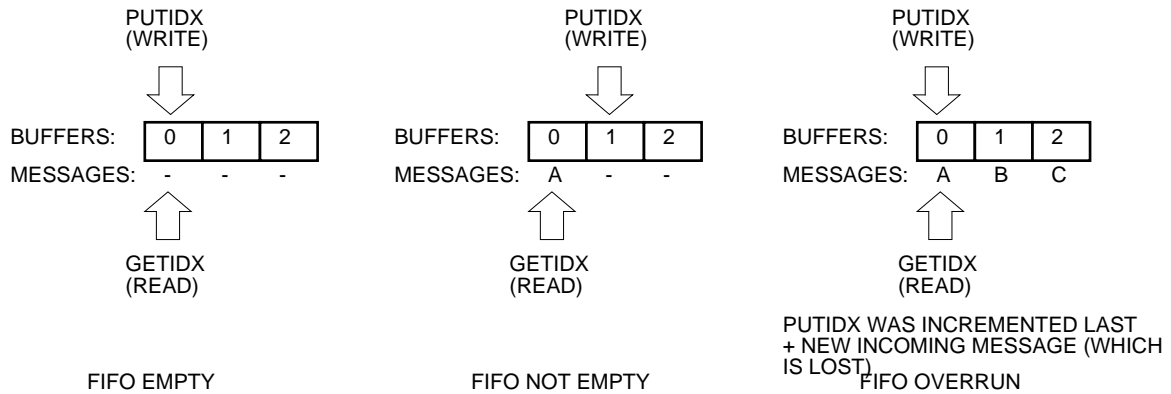 PUTIDX
(WRITE)
BUFFERS: 0 1 2
MESSAGES: - - -
GETIDX
(READ)
FIFO EMPTY
PUTIDX
(WRITE)
BUFFERS: 0 1 2
MESSAGES: A - -
GETIDX
(READ)
FIFO NOT EMPTY
PUTIDX
(WRITE)
BUFFERS: 0 1 2
MESSAGES: A B C
GETIDX
(READ)
PUTIDX WAS INCREMENTED LAST
+ NEW INCOMING MESSAGE (WHICH
IS LOST)
FIFO OVERRUN